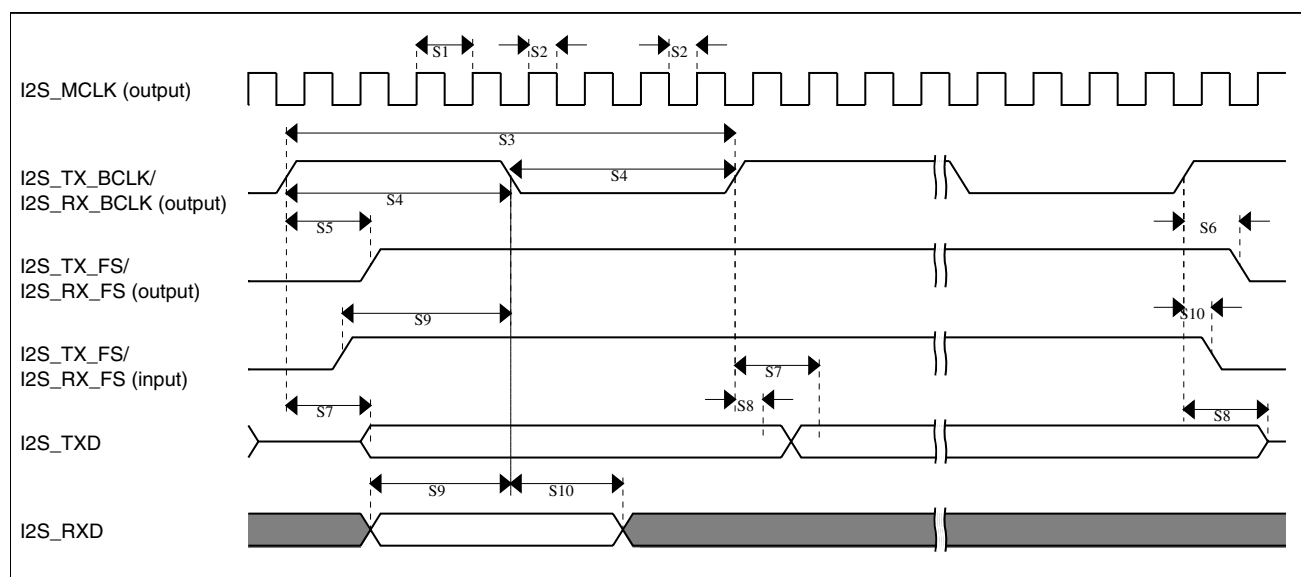 S1
S2
S2
I2S_MCLK (output)
S3
I2S_TX_BCLK/
I2S_RX_BCLK (output)
S4
S4
S5
S6
I2S_TX_FS/
I2S_RX_FS (output)
S9
S10
I2S_TX_FS/
I2S_RX_FS (input)
S7
S7
S8
S8
I2S_TXD
S9
S10
I2S_RXD